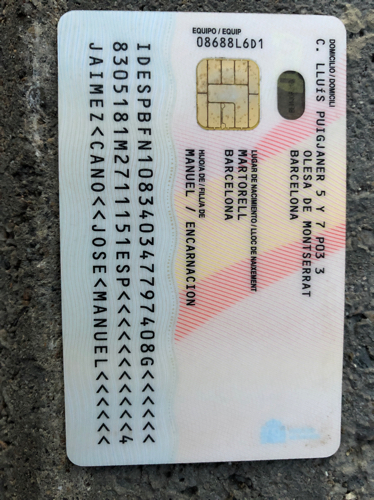 DOMICILIO / DOMICILI
C. LLUÍS PUIGJANER 5 Y 7 P03 3
OLESA DE MONTSERRAT
BARCELONA
EQUIPO / EQUIP
08688L6D1
LUGAR DE NACIMIENTO / LLOC DE NAIXEMENT
MARTORELL
BARCELONA
HIJO/A DE / FILL/A DE
MANUEL / ENCARNACION
IDESPBFN108340347797408G<<<<<<
8305181M2711151ESP<<<<<<<<<<<4
JAIMEZ<CANO<<JOSE<MANUEL<<<<<<